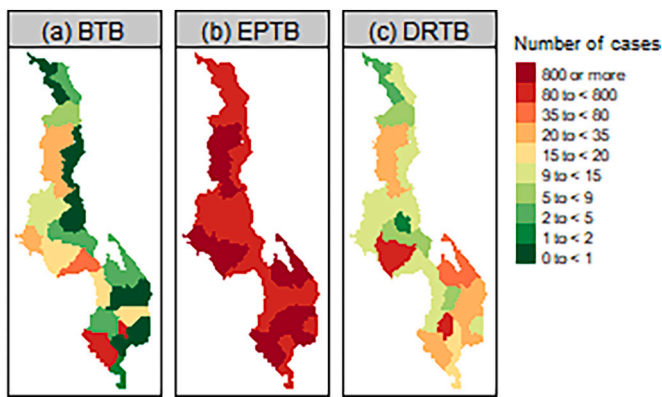 (a) BTB
(b) EPTB
(c) DRTB
Number of cases
800 or more
80 to < 800
35 to < 80
20 to < 35
15 to < 20
9 to < 15
5 to < 9
2 to < 5
1 to < 2
0 to < 1